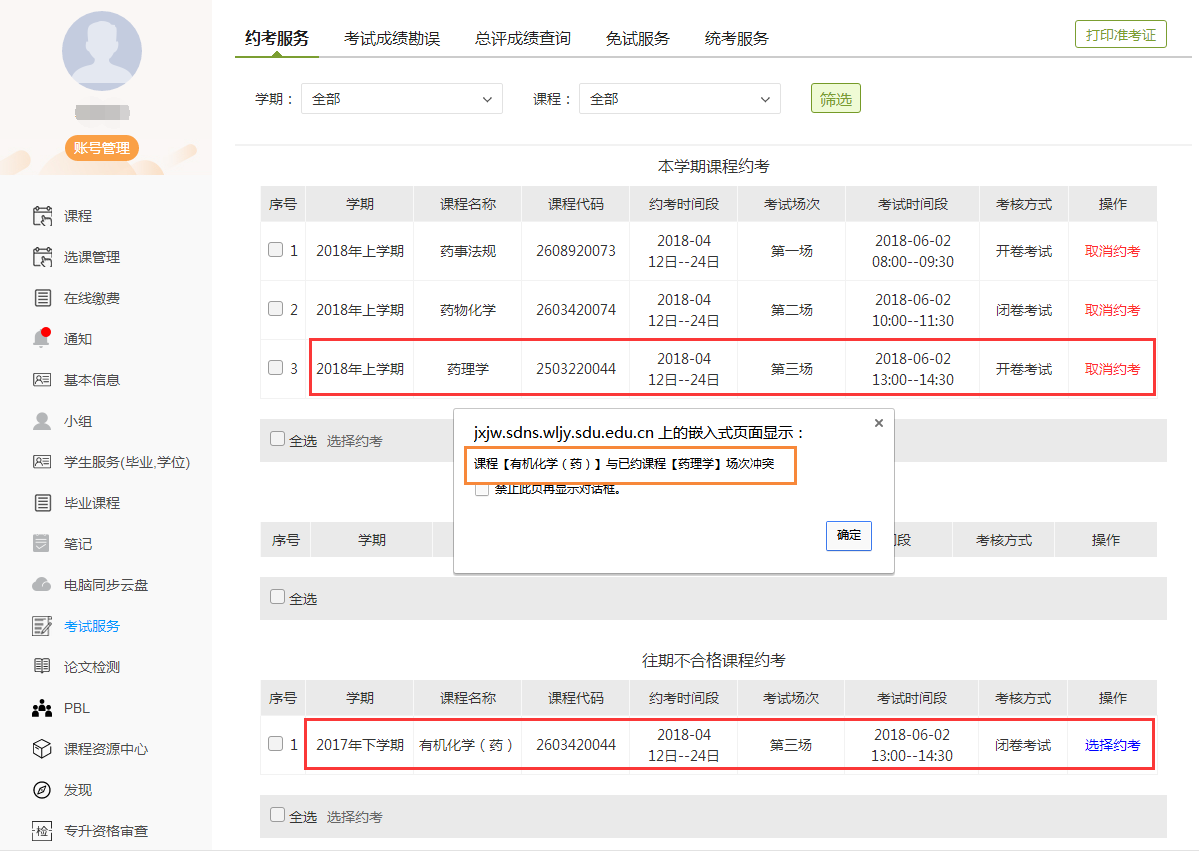 约考服务 考试成绩勘误 总评成绩查询 免试服务 统考服务 打印准考证
账号管理
学期： 全部 课程： 全部 筛选
课程
选课管理
在线缴费
通知
基本信息
小组
学生服务(毕业,学位)
毕业课程
笔记
电脑同步云盘
考试服务
论文检测
PBL
课程资源中心
发现
专升资格审查
本学期课程约考
序号 学期 课程名称 课程代码 约考时间段 考试场次 考试时间段 考核方式 操作
1 2018年上学期 药事法规 2608920073 2018-04 12日--24日 第一场 2018-06-02 08:00--09:30 开卷考试 取消约考
2 2018年上学期 药物化学 2603420074 2018-04 12日--24日 第二场 2018-06-02 10:00--11:30 闭卷考试 取消约考
3 2018年上学期 药理学 2503220044 2018-04 12日--24日 第三场 2018-06-02 13:00--14:30 开卷考试 取消约考
全选 选择约考
jxjw.sdns.wljy.sdu.edu.cn 上的嵌入式页面显示：
课程【有机化学（药）】与已约课程【药理学】场次冲突
禁止此页再显示对话框。
确定
序号 学期 段 考核方式 操作
全选
往期不合格课程约考
序号 学期 课程名称 课程代码 约考时间段 考试场次 考试时间段 考核方式 操作
1 2017年下学期 有机化学（药） 2603420044 2018-04 12日--24日 第三场 2018-06-02 13:00--14:30 闭卷考试 选择约考
全选 选择约考